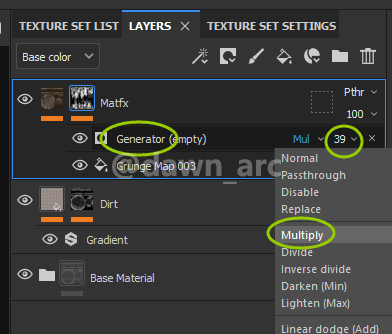 TEXTURE SET LIST LAYERS × TEXTURE SET SETTINGS
Base color
Matfx
Pthr
100
Generator (empty) Mul 39 ×
Grunge Map 003
@dawn_arc
Dirt
Gradient
Base Material
Normal
Passthrough
Disable
Replace
Multiply
Divide
Inverse divide
Darken (Min)
Lighten (Max)
Linear dodge (Add)